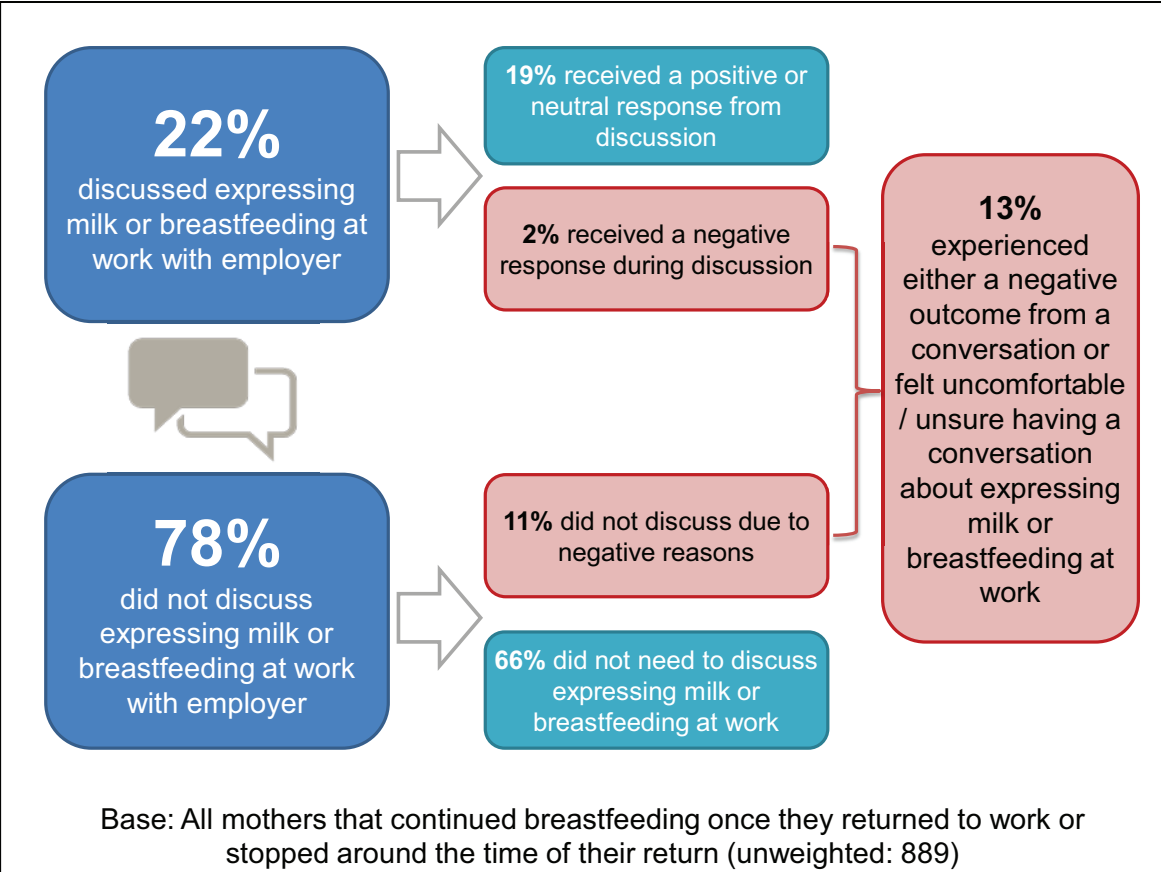 22%
discussed expressing
milk or breastfeeding at
work with employer
19% received a positive or
neutral response from
discussion
2% received a negative
response during discussion
13%
experienced
either a negative
outcome from a
conversation or
felt uncomfortable
/ unsure having a
conversation
about expressing
milk or
breastfeeding at
work
78%
did not discuss
expressing milk or
breastfeeding at work
with employer
11% did not discuss due to
negative reasons
66% did not need to discuss
expressing milk or
breastfeeding at work
Base: All mothers that continued breastfeeding once they returned to work or
stopped around the time of their return (unweighted: 889)